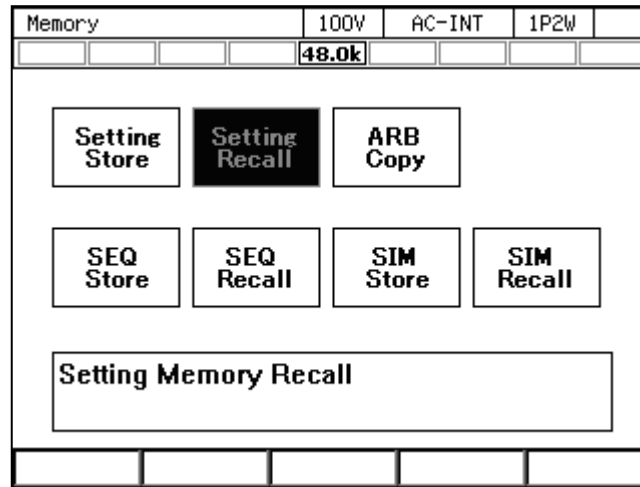 Memory 100V AC-INT 1P2W
48.0k
Setting Store
Setting Recall
ARB Copy
SEQ Store
SEQ Recall
SIM Store
SIM Recall
Setting Memory Recall